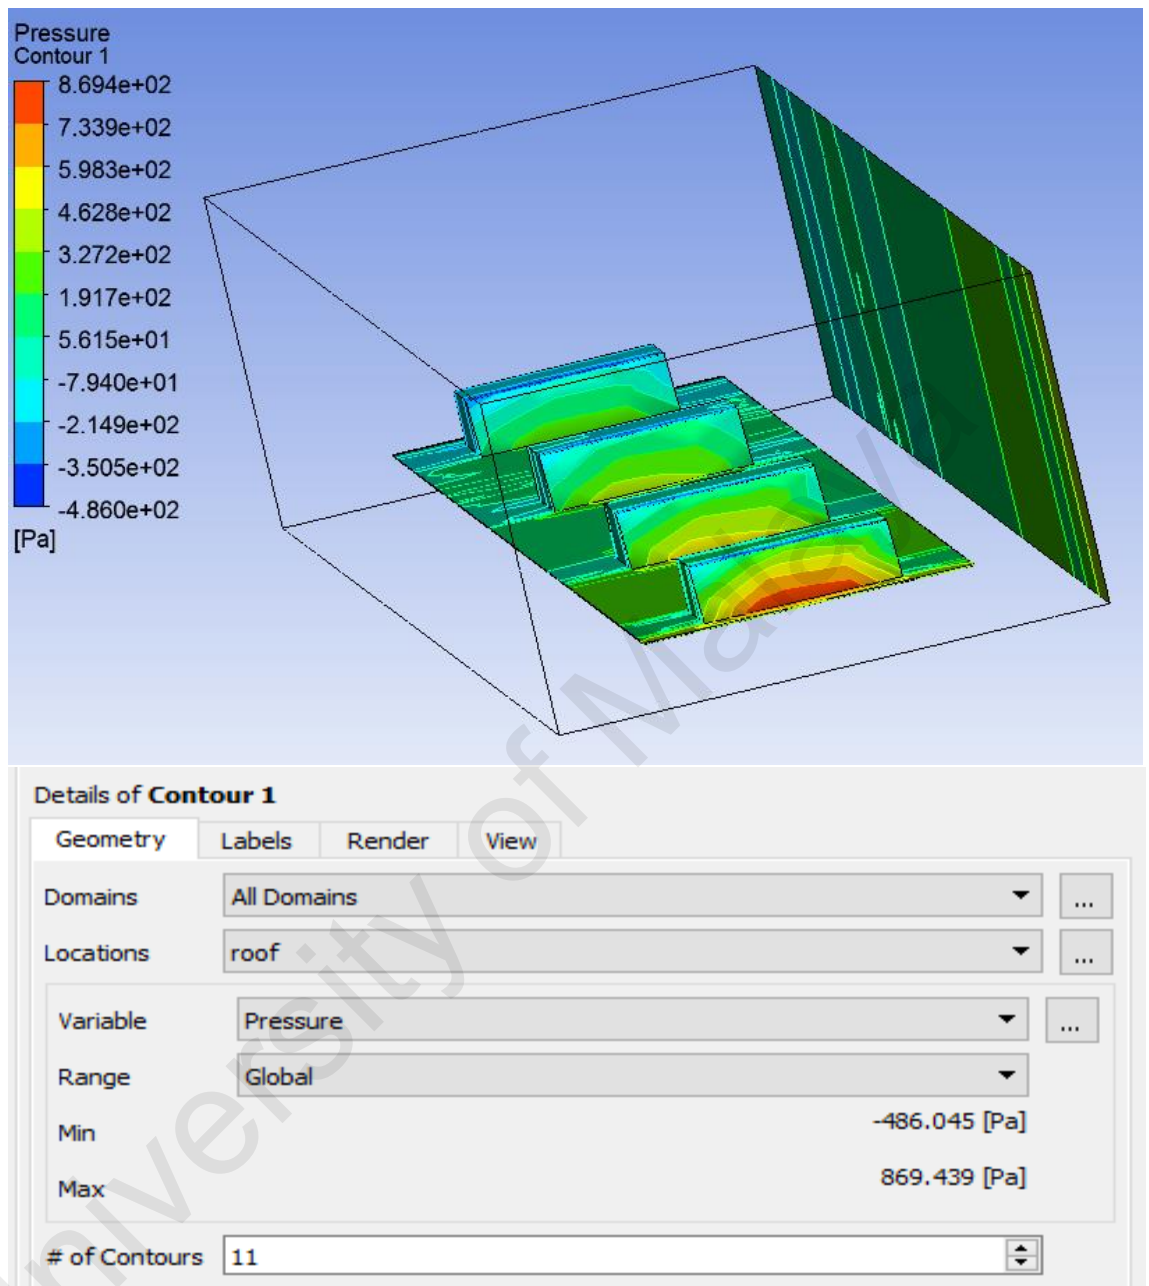 Pressure
Contour 1
8.694e+02
7.339e+02
5.983e+02
4.628e+02
3.272e+02
1.917e+02
5.615e+01
-7.940e+01
-2.149e+02
-3.505e+02
-4.860e+02
[Pa]
Details of Contour 1
Geometry Labels Render View
Domains All Domains ...
Locations roof ...
Variable Pressure ...
Range Global
Min -486.045 [Pa]
Max 869.439 [Pa]
# of Contours 11
University of Malaya